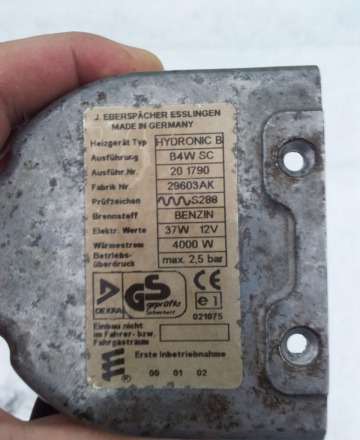 J. EBERSPÄCHER ESSLINGEN
MADE IN GERMANY
Heizgerät Typ HYDRONIC B
Ausführung B4W SC
Ausführ.Nr. 20 1790
Fabrik Nr. 29603AK
Prüfzeichen S288
Brennstoff BENZIN
Elektr. Werte 37W 12V
Wärmestrom 4000 W
Betriebs-
überdruck max. 2,5 bar
DEKRA
GS
geprüfte
Sicherheit
CE
e1
021075
Einbau nicht
im Fahrer- bzw.
Fahrgastraum
Erste Inbetriebnahme
00 01 02